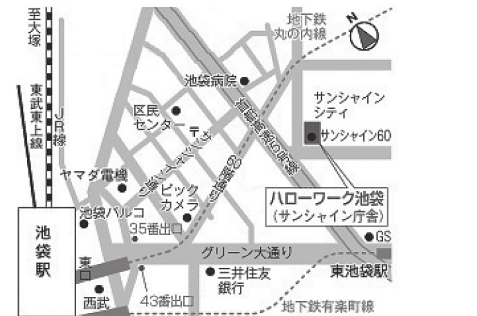 至大塚
地下鉄
丸の内線
N
東武東上線
JR線
池袋病院
首都高速5号線
サンシャイン
シティ
区民
センター
サンシャイン60
ヤマダ電機
ビック
カメラ
ハローワーク池袋
(サンシャイン庁舎)
池袋パルコ
35番出口
GS
池袋駅
東口
グリーン大通り
東池袋駅
三井住友
銀行
西武
43番出口
地下鉄有楽町線